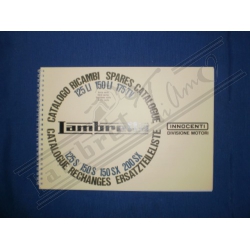 CATALOGO RICAMBI SPARES CATALOGUE
125 LI 150 LI 175 TV
Lambretta
INNOCENTI
DIVISIONE MOTORI
125 S 150 S 150 SX 200 SX
CATALOGUE RECHANGES ERSATZTEILELISTE